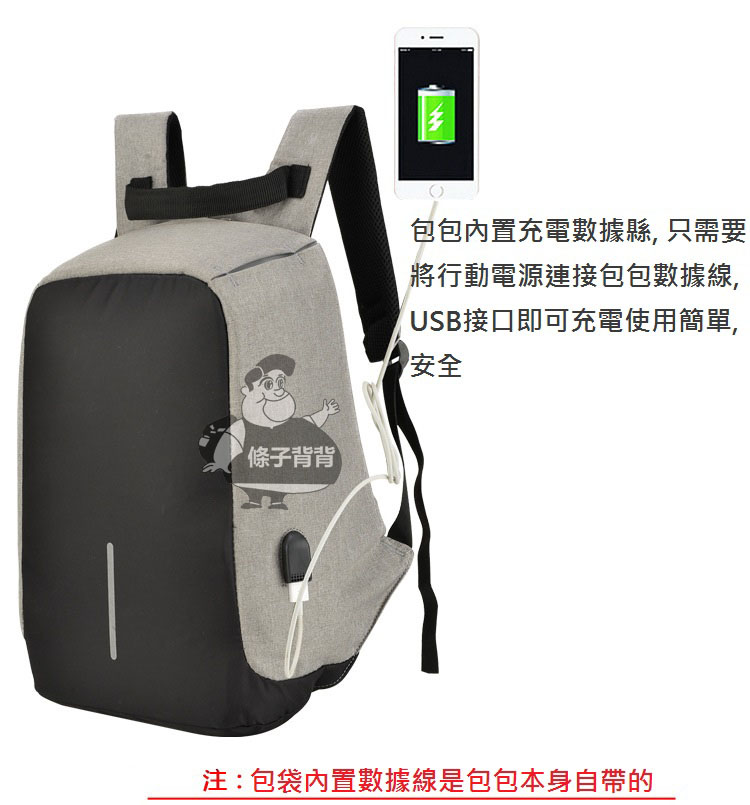 包包內置充電數據縣, 只需要
將行動電源連接包包數據線,
USB接口即可充電使用簡單,
安全
條子背背
注 : 包袋內置數據線是包包本身自帶的